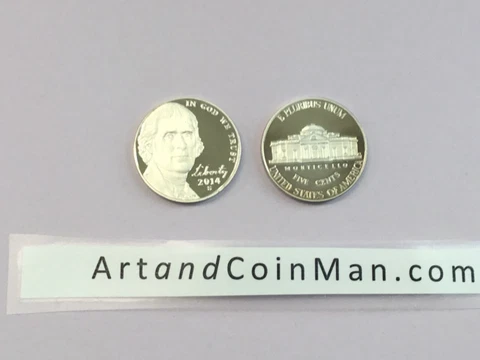 IN GOD WE TRUST
Liberty
2014
S
E PLURIBUS UNUM
MONTICELLO
FIVE CENTS
UNITED STATES OF AMERICA
ArtandCoinMan.com